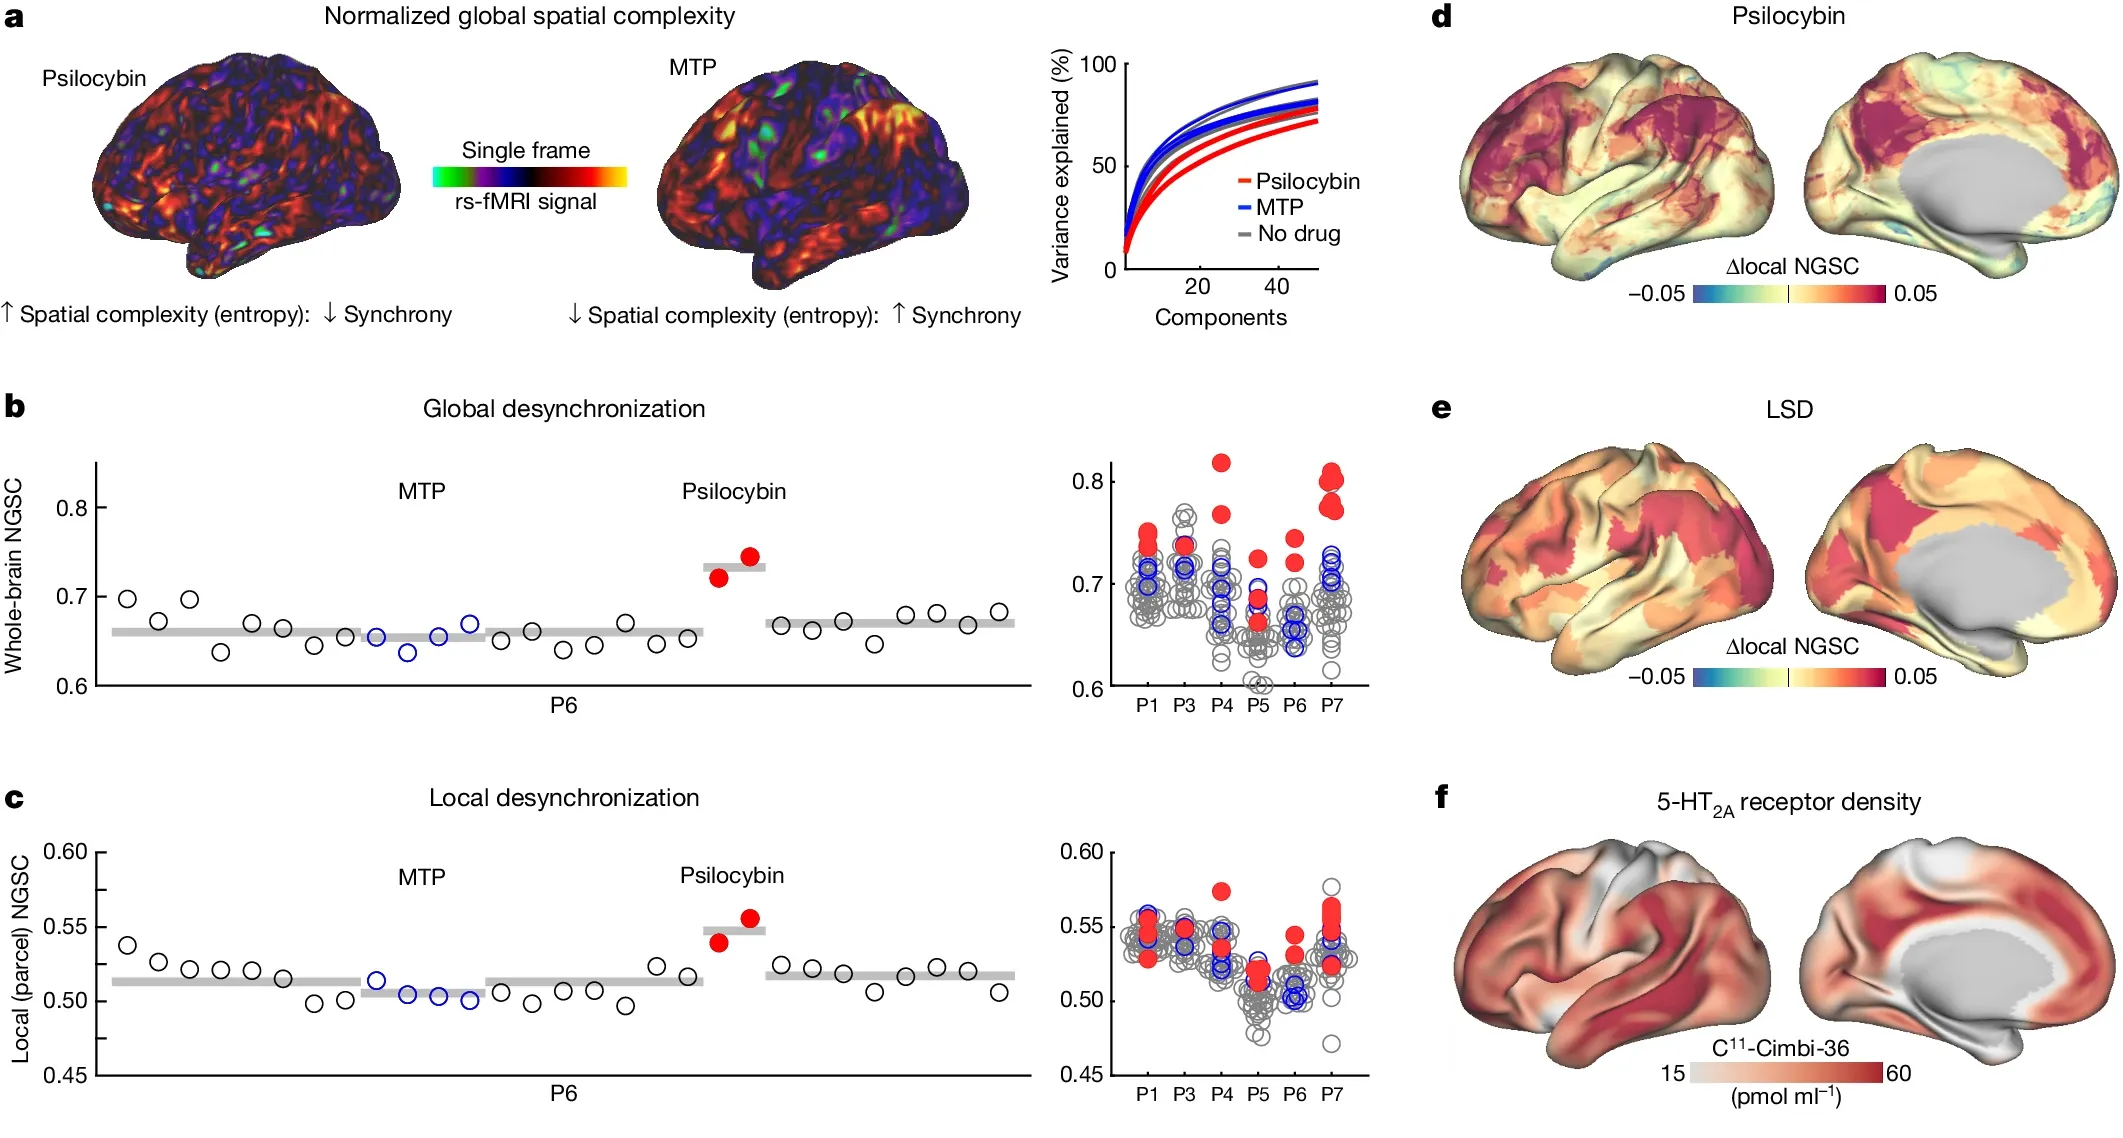 a
Normalized global spatial complexity
Psilocybin
MTP
Single frame
rs-fMRI signal
↑ Spatial complexity (entropy): ↓ Synchrony
↓ Spatial complexity (entropy): ↑ Synchrony
Variance explained (%)
100
50
0
20
40
Components
Psilocybin
MTP
No drug
b
Global desynchronization
Whole-brain NGSC
0.8
0.7
0.6
MTP
Psilocybin
P6
0.8
0.7
0.6
P1 P3 P4 P5 P6 P7
c
Local desynchronization
Local (parcel) NGSC
0.60
0.55
0.50
0.45
MTP
Psilocybin
P6
0.60
0.55
0.50
0.45
P1 P3 P4 P5 P6 P7
d
Psilocybin
Δlocal NGSC
−0.05 0.05
e
LSD
Δlocal NGSC
−0.05 0.05
f
5-HT2A receptor density
C¹¹-Cimbi-36
15 60
(pmol ml⁻¹)